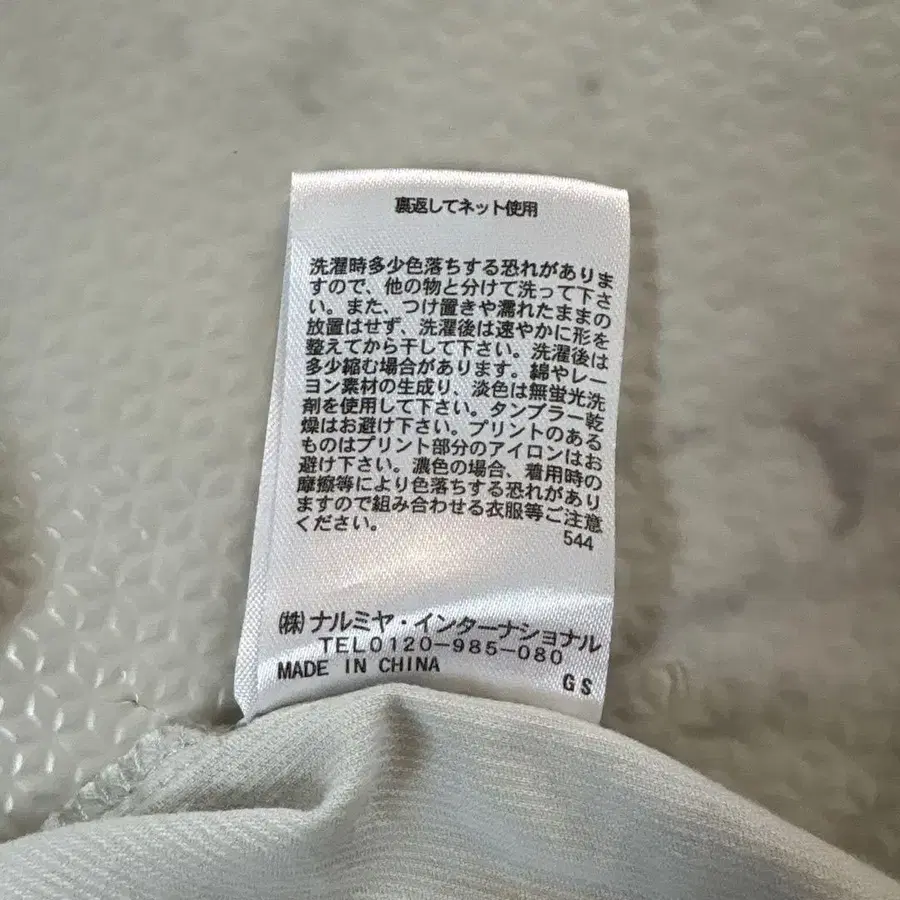 裏返してネット使用
洗濯時多少色落ちする恐れがありま
すので、他の物と分けて洗って下さ
い。また、つけ置きや濡れたままの
放置はせず、洗濯後は速やかに形を
整えてから干して下さい。洗濯後は
多少縮む場合があります。綿やレー
ヨン素材の生成り、淡色は無蛍光洗
剤を使用して下さい。タンブラー乾
燥はお避け下さい。プリントのある
ものはプリント部分のアイロンはお
避け下さい。濃色の場合、着用時の
摩擦等により色落ちする恐れがあり
ますので組み合わせる衣服等ご注意
ください。
544
㈱ナルミヤ・インターナショナル
TEL0120-985-080
MADE IN CHINA
GS